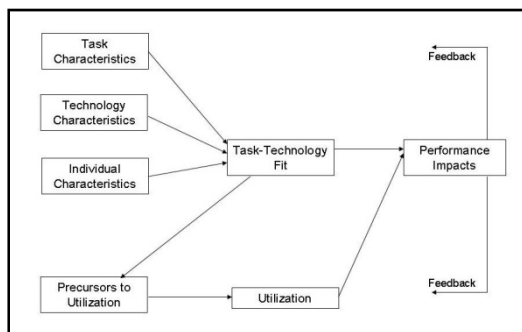 Task
Characteristics
Feedback
Technology
Characteristics
Task-Technology
Fit
Performance
Impacts
Individual
Characteristics
Feedback
Precursors to
Utilization
Utilization